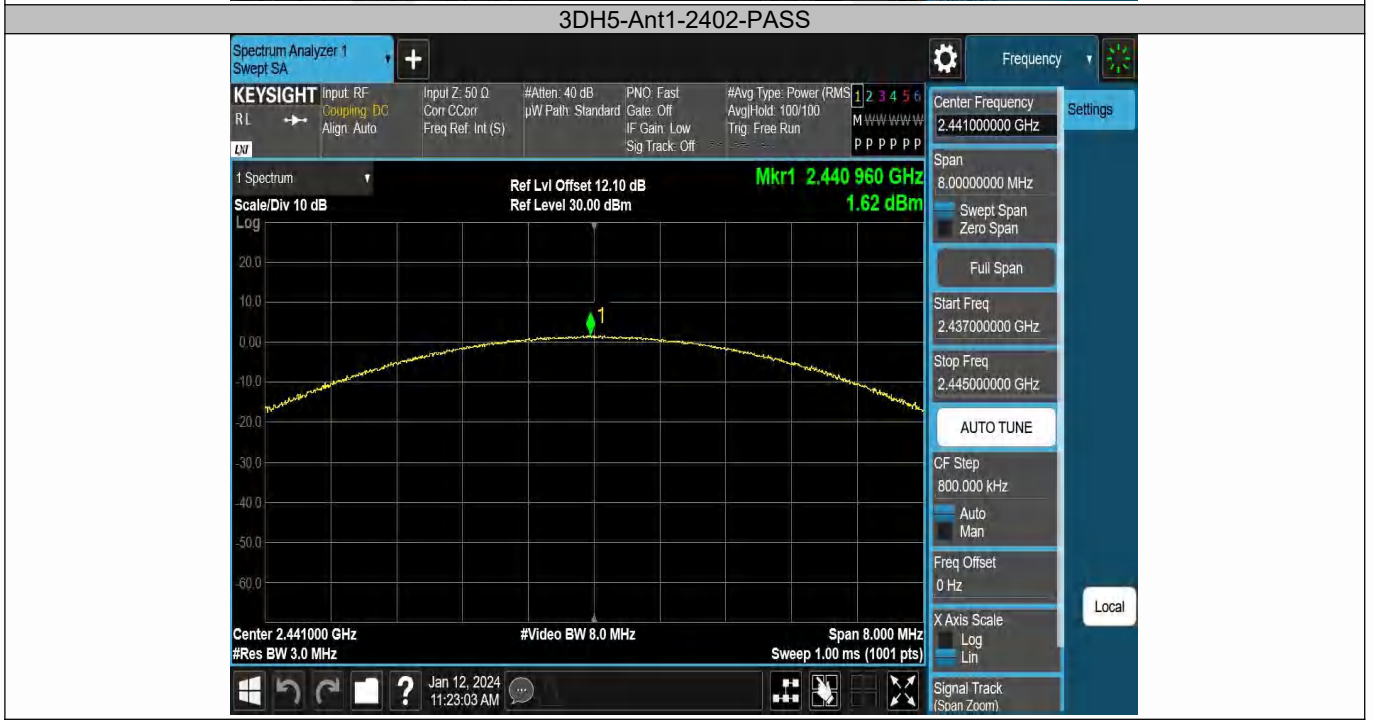 3DH5-Ant1-2402-PASS
Spectrum Analyzer 1
Swept SA
+
Frequency
KEYSIGHT
RL
LXI
Input: RF
Coupling: DC
Align: Auto
Input Z: 50 Ω
Corr CCorr
Freq Ref: Int (S)
#Atten: 40 dB
µW Path: Standard
PNO: Fast
Gate: Off
IF Gain: Low
Sig Track: Off
#Avg Type: Power (RMS
Avg|Hold: 100/100
Trig: Free Run
1 2 3 4 5 6
M W W W W W
P P P P P P
Center Frequency
2.441000000 GHz
Settings
Span
8.00000000 MHz
Swept Span
Zero Span
Full Span
Start Freq
2.437000000 GHz
Stop Freq
2.445000000 GHz
AUTO TUNE
CF Step
800.000 kHz
Auto
Man
Freq Offset
0 Hz
X Axis Scale
Log
Lin
Signal Track
(Span Zoom)
Local
1 Spectrum
Scale/Div 10 dB
Log
Ref Lvl Offset 12.10 dB
Ref Level 30.00 dBm
Mkr1 2.440 960 GHz
1.62 dBm
20.0
10.0
1
0.00
-10.0
-20.0
-30.0
-40.0
-50.0
-60.0
Center 2.441000 GHz
#Video BW 8.0 MHz
Span 8.000 MHz
#Res BW 3.0 MHz
Sweep 1.00 ms (1001 pts)
?
Jan 12, 2024
11:23:03 AM